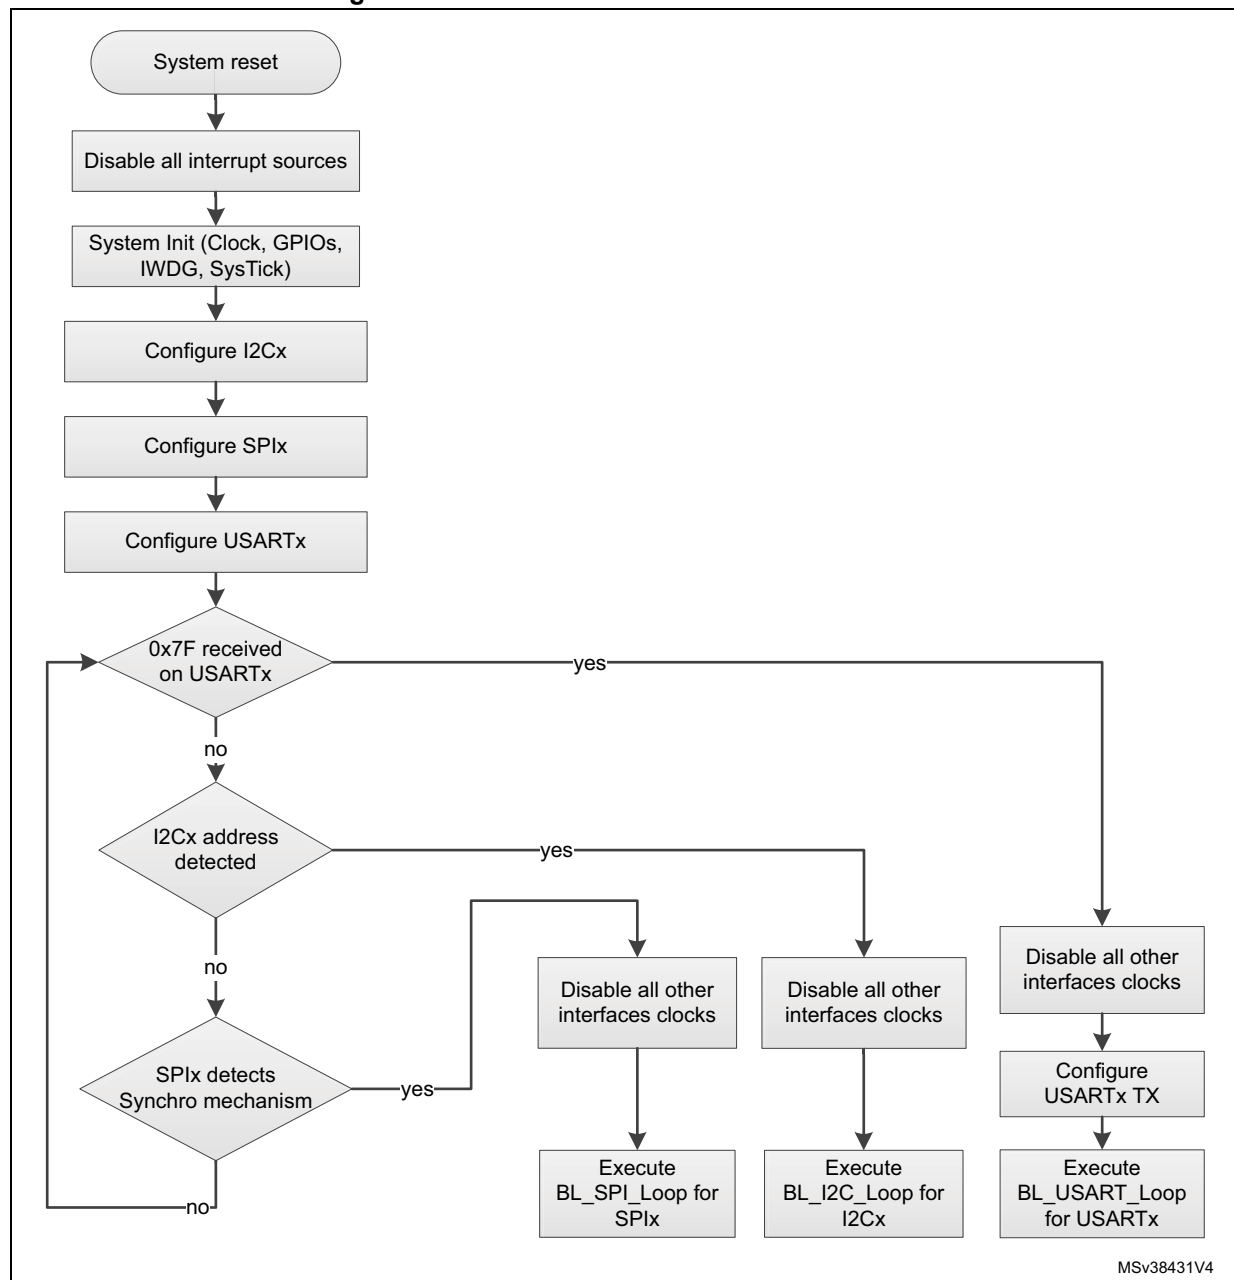 System reset
Disable all interrupt sources
System Init (Clock, GPIOs,
IWDG, SysTick)
Configure I2Cx
Configure SPIx
Configure USARTx
0x7F received
on USARTx
yes
no
I2Cx address
detected
yes
no
SPIx detects
Synchro mechanism
yes
no
Disable all other
interfaces clocks
Execute
BL_SPI_Loop for
SPIx
Disable all other
interfaces clocks
Execute
BL_I2C_Loop for
I2Cx
Disable all other
interfaces clocks
Configure
USARTx TX
Execute
BL_USART_Loop
for USARTx
MSv38431V4